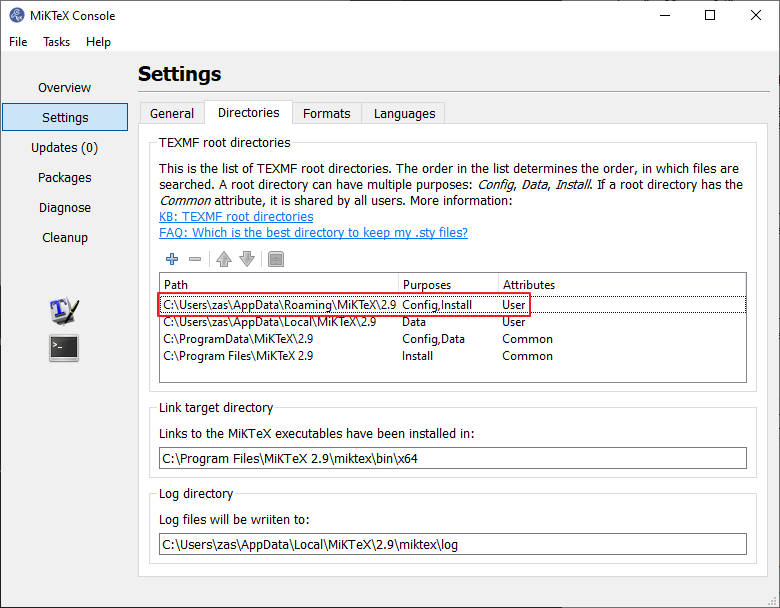 MiKTeX Console
File Tasks Help
Overview
Settings
Updates (0)
Packages
Diagnose
Cleanup
Settings
General Directories Formats Languages
TEXMF root directories
This is the list of TEXMF root directories. The order in the list determines the order, in which files are
searched. A root directory can have multiple purposes: Config, Data, Install. If a root directory has the
Common attribute, it is shared by all users. More information:
KB: TEXMF root directories
FAQ: Which is the best directory to keep my .sty files?
Path Purposes Attributes
C:\Users\zas\AppData\Roaming\MiKTeX\2.9 Config,Install User
C:\Users\zas\AppData\Local\MiKTeX\2.9 Data User
C:\ProgramData\MiKTeX\2.9 Config,Data Common
C:\Program Files\MiKTeX 2.9 Install Common
Link target directory
Links to the MiKTeX executables have been installed in:
C:\Program Files\MiKTeX 2.9\miktex\bin\x64
Log directory
Log files will be wriiten to:
C:\Users\zas\AppData\Local\MiKTeX\2.9\miktex\log